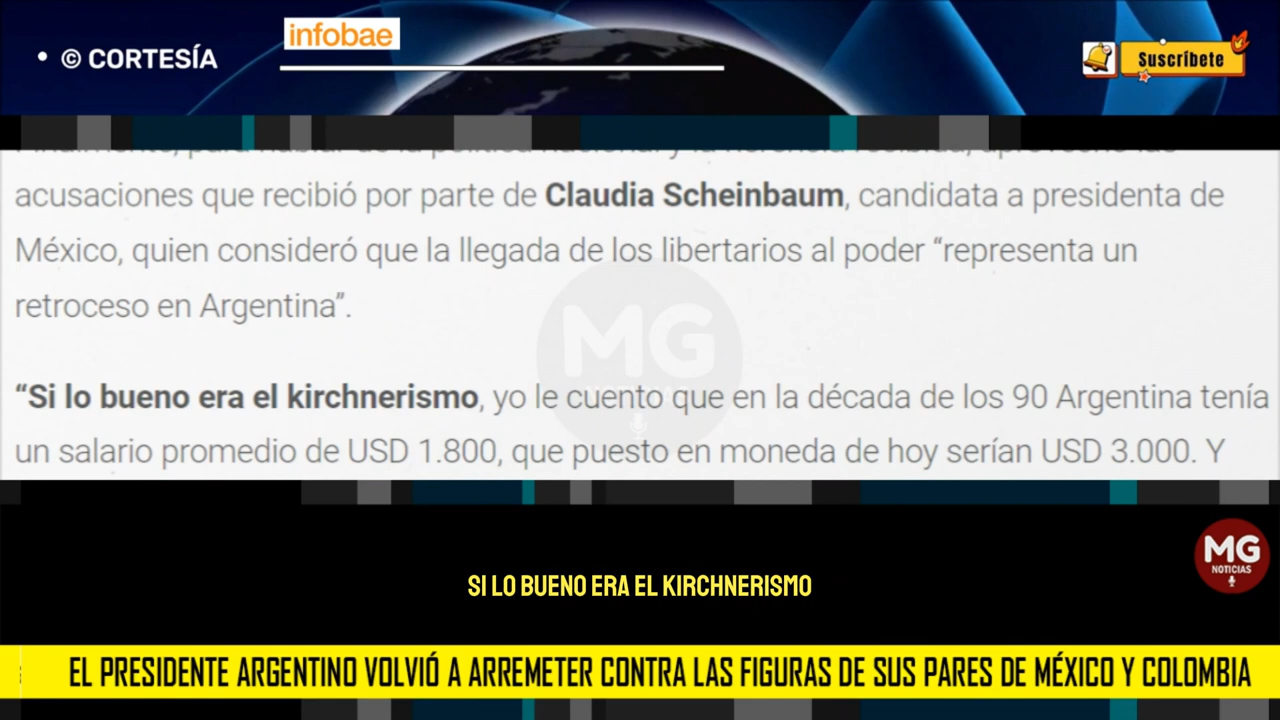 • © CORTESÍA
infobae
Suscríbete
acusaciones que recibió por parte de Claudia Scheinbaum, candidata a presidenta de
México, quien consideró que la llegada de los libertarios al poder “representa un
retroceso en Argentina”.
“Si lo bueno era el kirchnerismo, yo le cuento que en la década de los 90 Argentina tenía
un salario promedio de USD 1.800, que puesto en moneda de hoy serían USD 3.000. Y
MG
MG
NOTICIAS
SI LO BUENO ERA EL KIRCHNERISMO
EL PRESIDENTE ARGENTINO VOLVIÓ A ARREMETER CONTRA LAS FIGURAS DE SUS PARES DE MÉXICO Y COLOMBIA